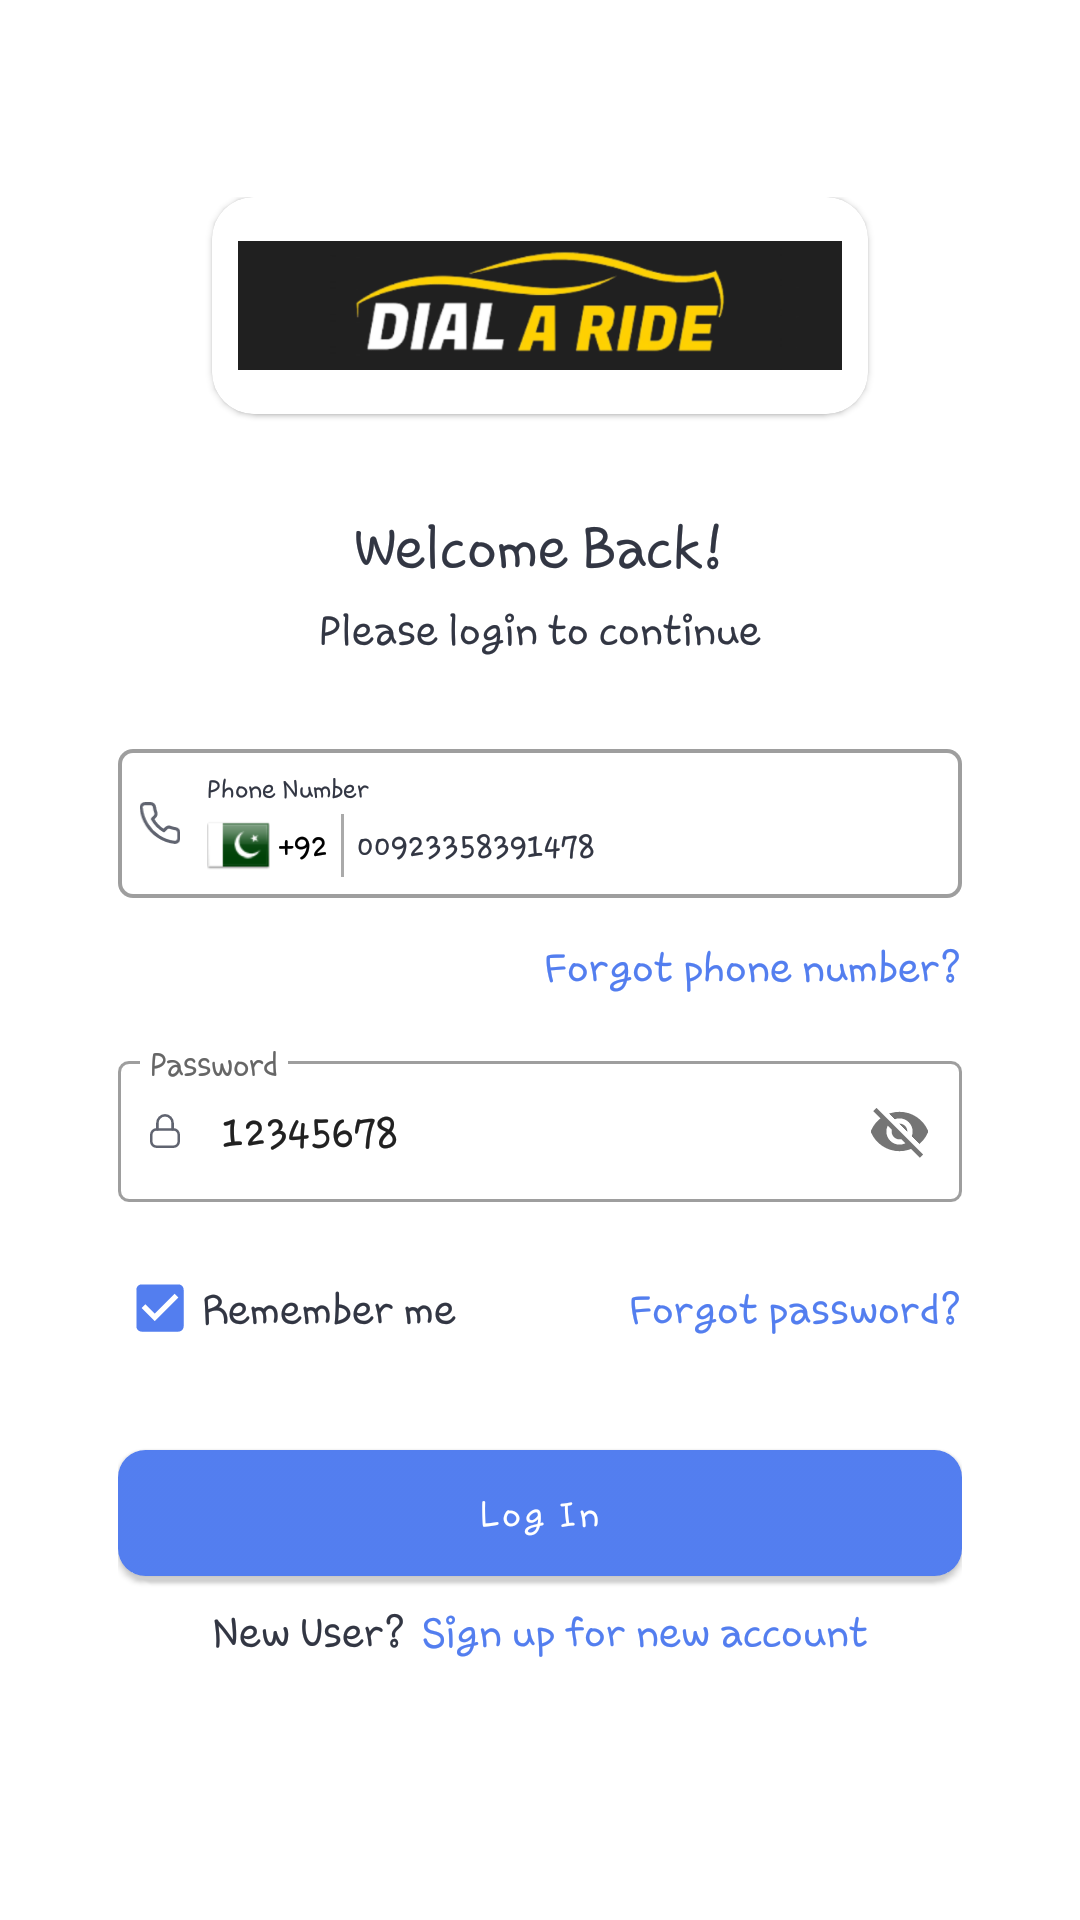 DIAL A RIDE
Welcome Back!
Please login to continue
Phone Number
+92 00923358391478
Forgot phone number?
Password
12345678
Remember me Forgot password?
Log In
New User? Sign up for new account